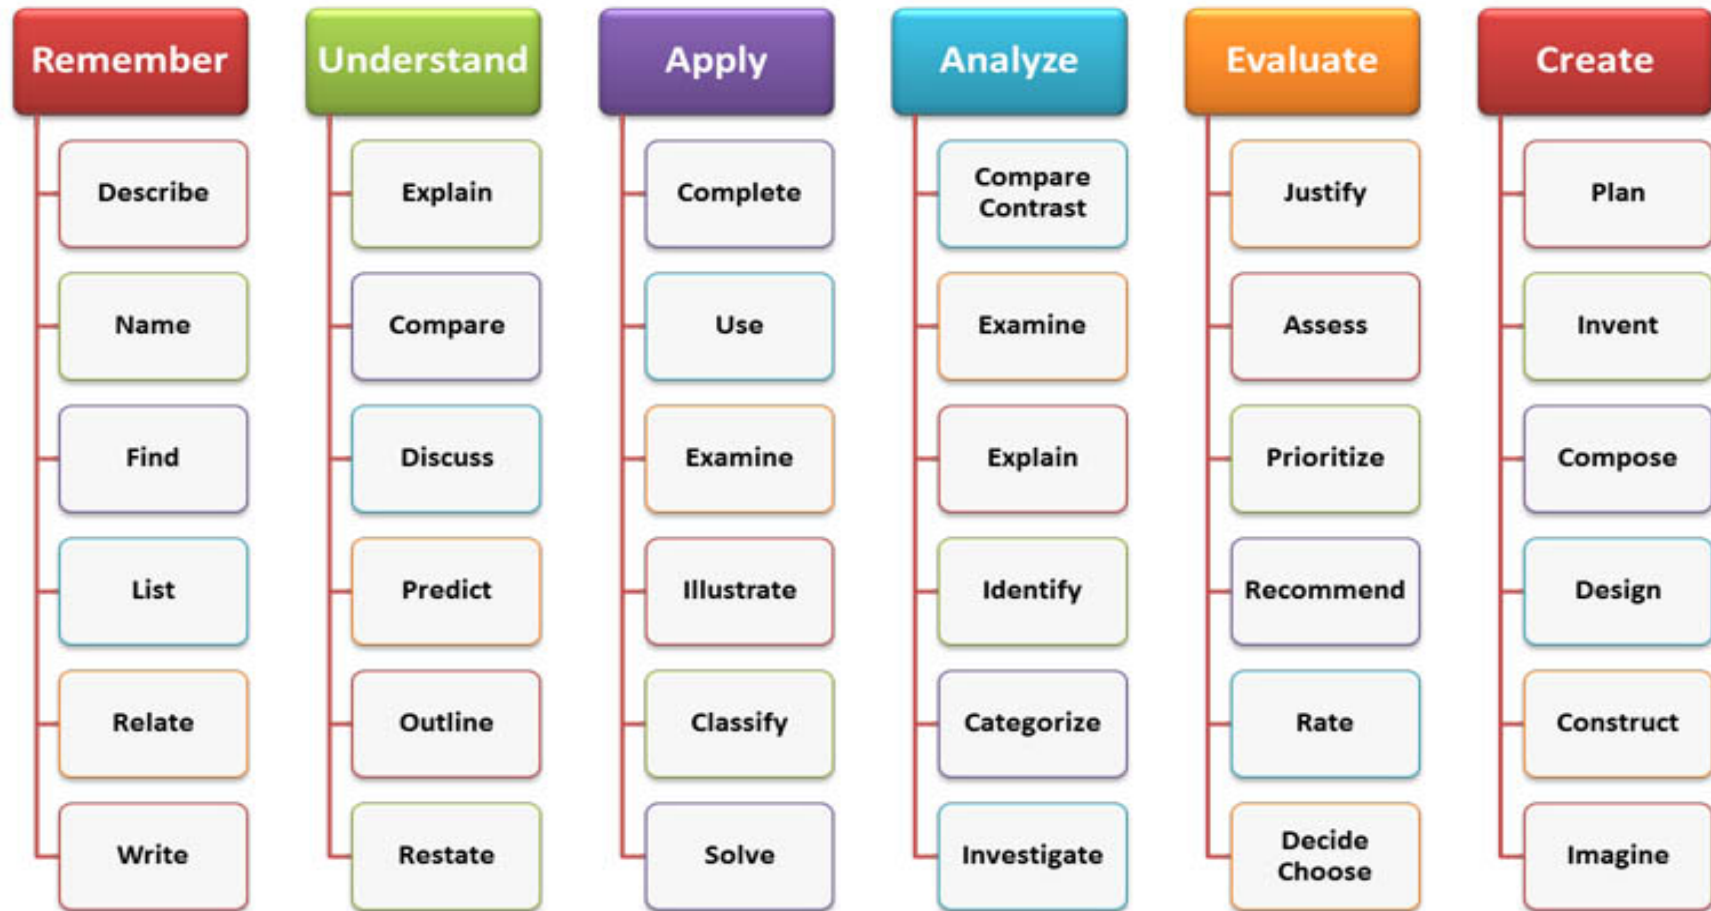 Remember
Understand
Apply
Analyze
Evaluate
Create
Describe
Explain
Complete
Compare
Contrast
Justify
Plan
Name
Compare
Use
Examine
Assess
Invent
Find
Discuss
Examine
Explain
Prioritize
Compose
List
Predict
Illustrate
Identify
Recommend
Design
Relate
Outline
Classify
Categorize
Rate
Construct
Write
Restate
Solve
Investigate
Decide
Choose
Imagine